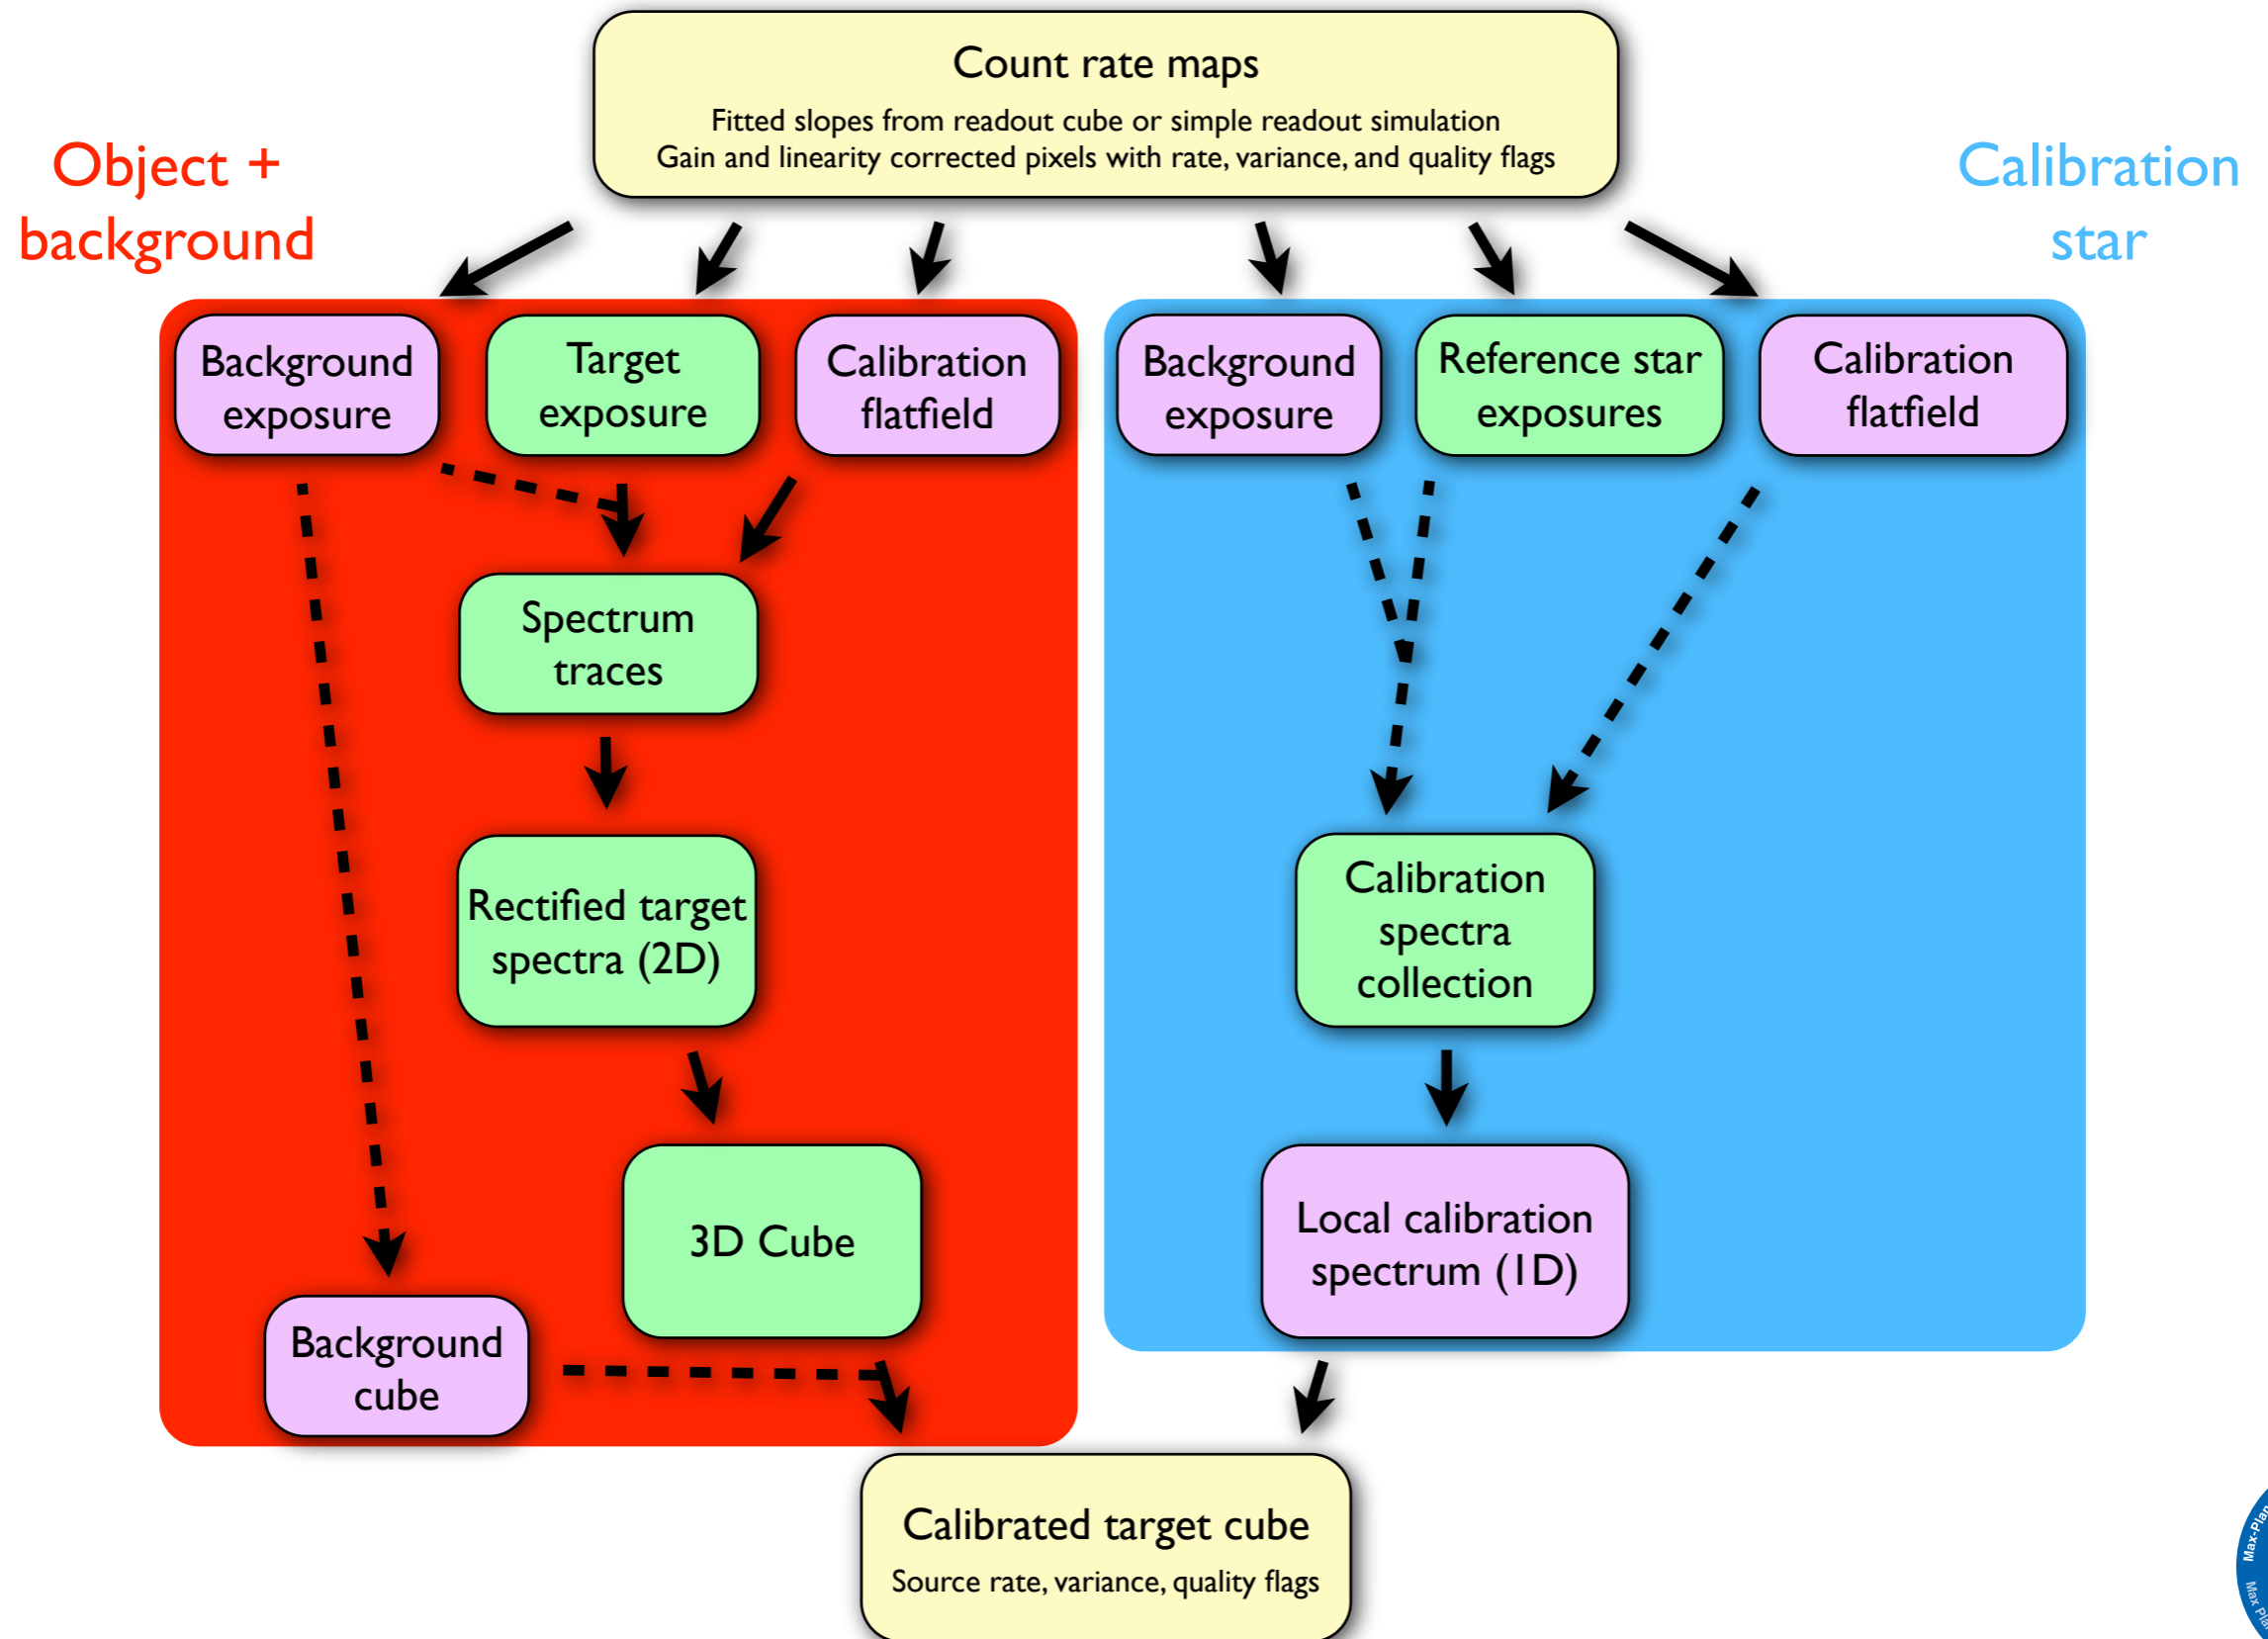 Count rate maps
Fitted slopes from readout cube or simple readout simulation
Gain and linearity corrected pixels with rate, variance, and quality flags
Object +
background
Calibration
star
Background
exposure
Target
exposure
Calibration
flatfield
Background
exposure
Reference star
exposures
Calibration
flatfield
Spectrum
traces
Rectified target
spectra (2D)
Calibration
spectra
collection
3D Cube
Local calibration
spectrum (1D)
Background
cube
Calibrated target cube
Source rate, variance, quality flags